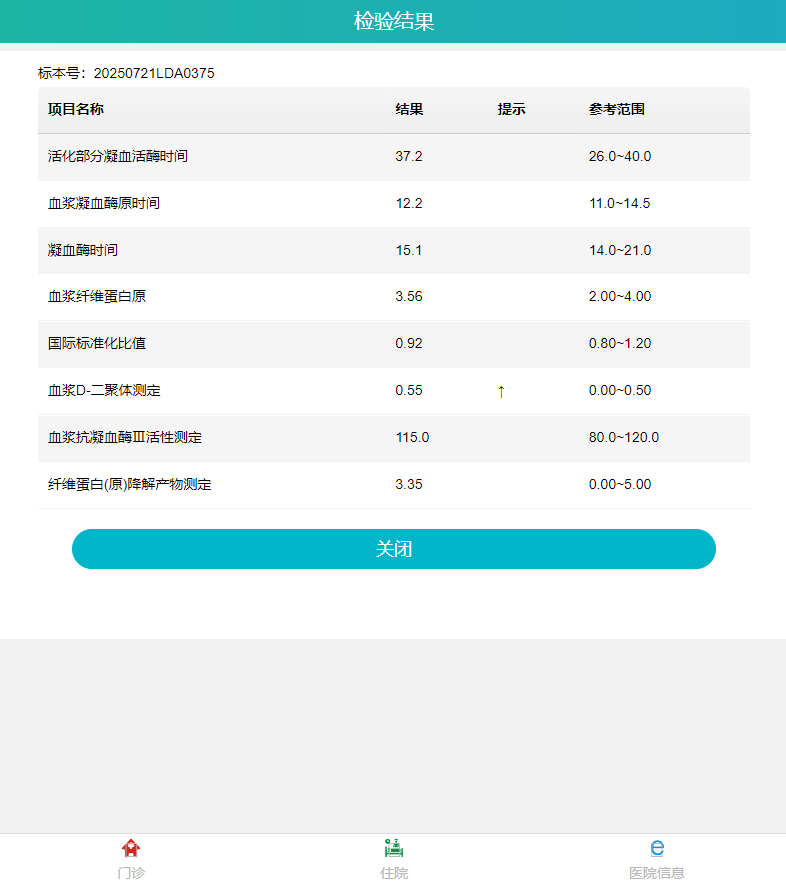 检验结果
标本号：20250721LDA0375
项目名称 结果 提示 参考范围
活化部分凝血活酶时间 37.2 26.0~40.0
血浆凝血酶原时间 12.2 11.0~14.5
凝血酶时间 15.1 14.0~21.0
血浆纤维蛋白原 3.56 2.00~4.00
国际标准化比值 0.92 0.80~1.20
血浆D-二聚体测定 0.55 ↑ 0.00~0.50
血浆抗凝血酶Ⅲ活性测定 115.0 80.0~120.0
纤维蛋白(原)降解产物测定 3.35 0.00~5.00
关闭
门诊 住院 医院信息